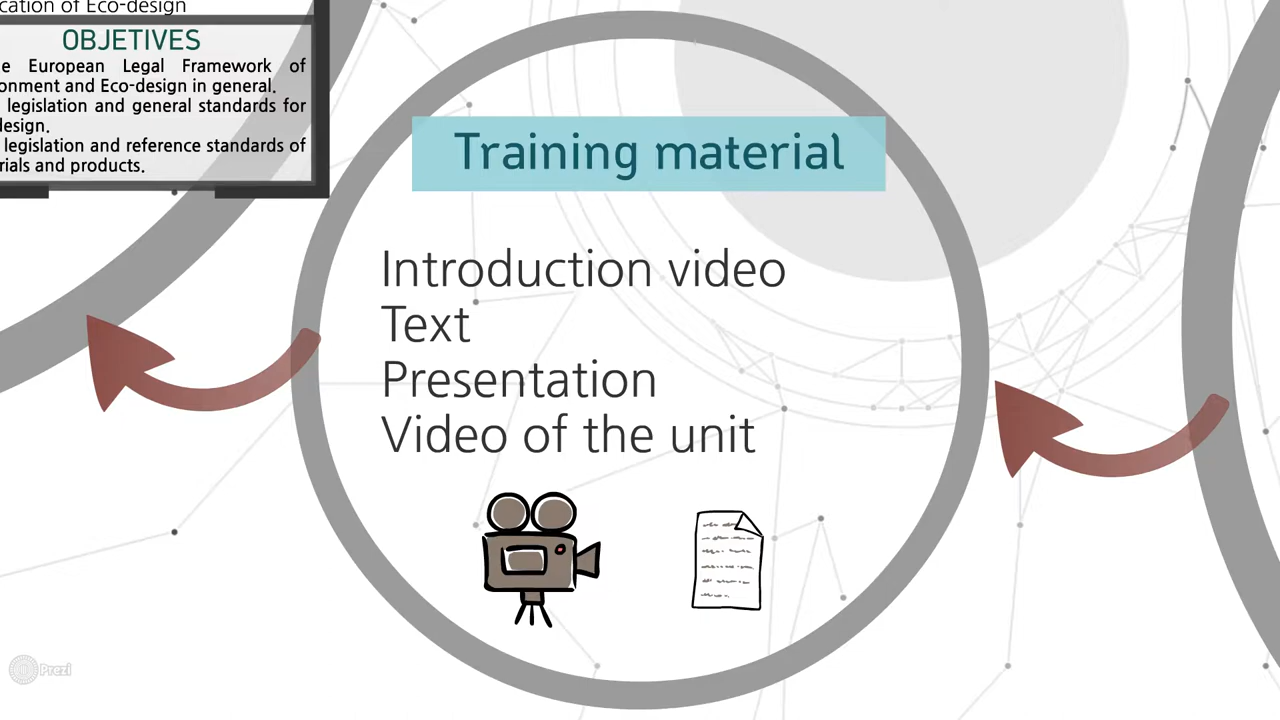 cation of Eco-design
OBJETIVES
e European Legal Framework of
onment and Eco-design in general.
legislation and general standards for
design.
legislation and reference standards of
rials and products.
Training material
Introduction video
Text
Presentation
Video of the unit
Prezi